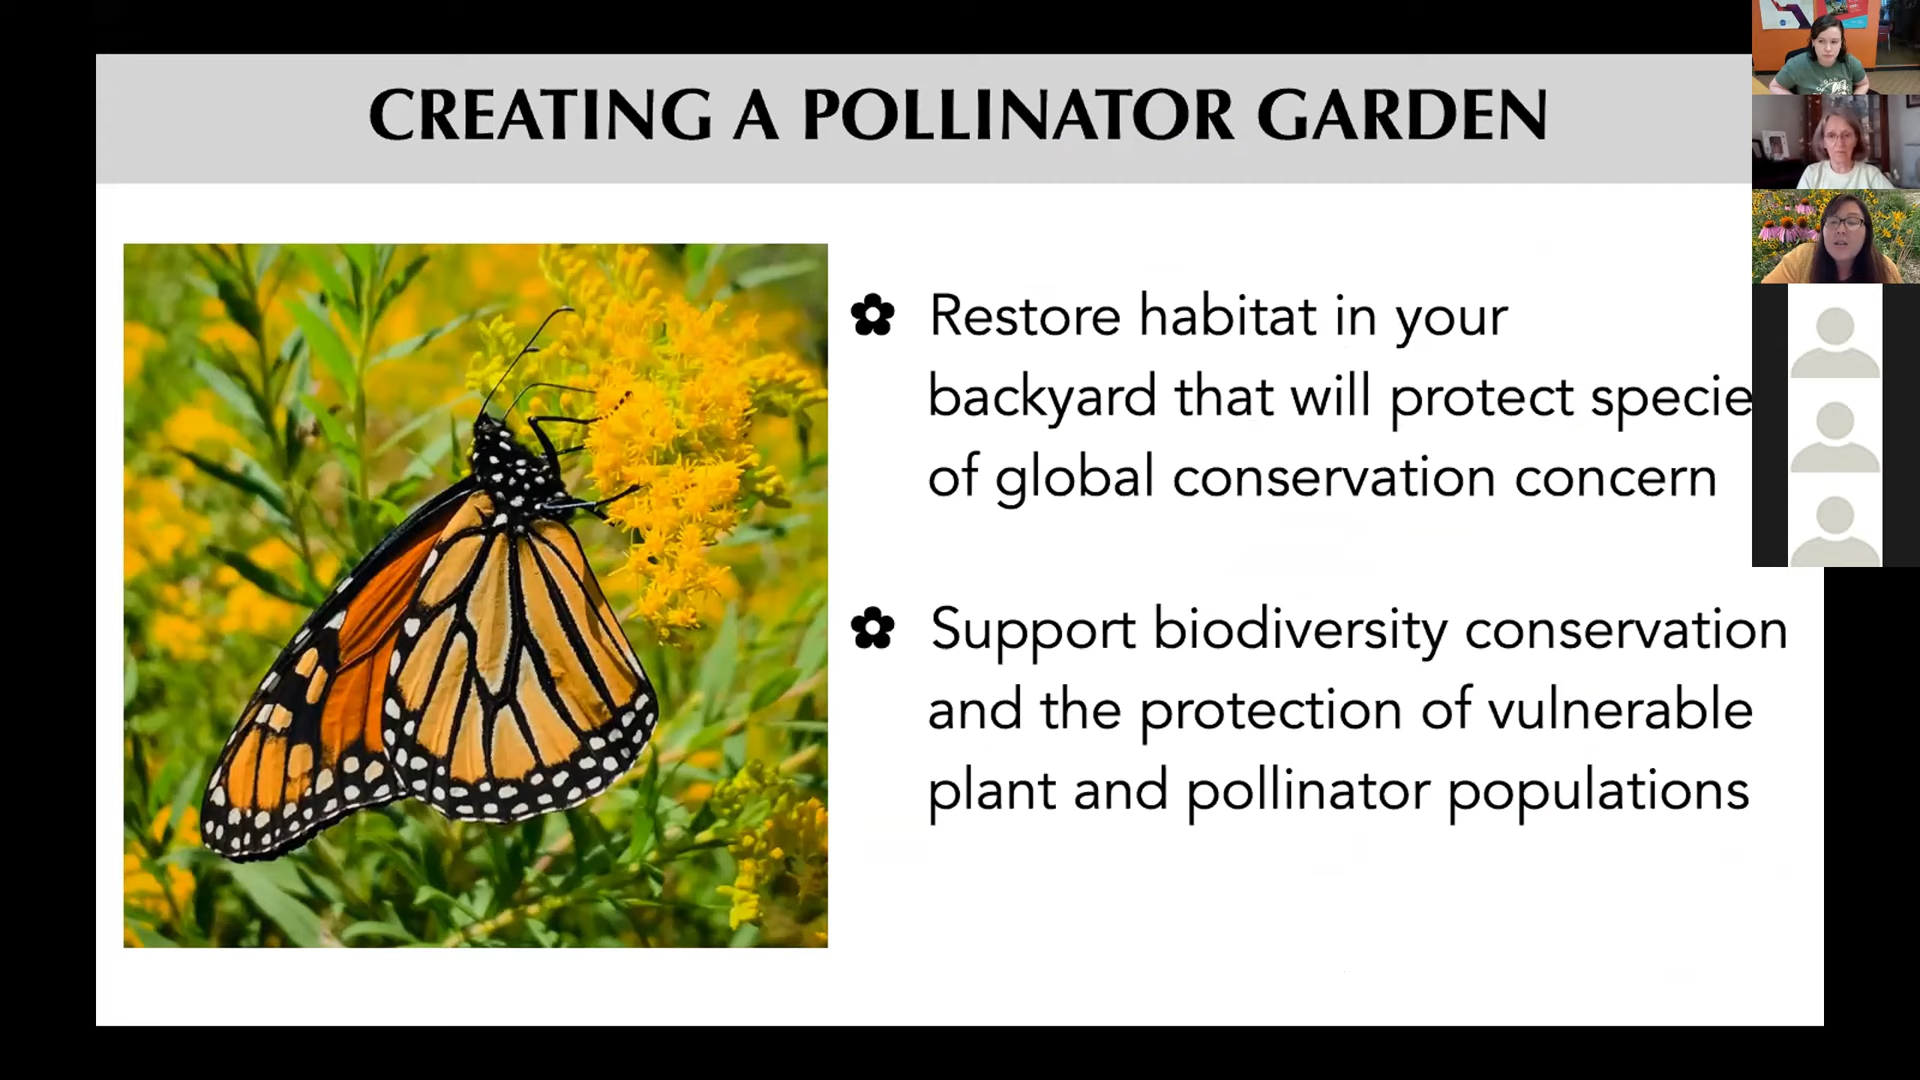 CREATING A POLLINATOR GARDEN
Restore habitat in your
backyard that will protect specie
of global conservation concern
Support biodiversity conservation
and the protection of vulnerable
plant and pollinator populations